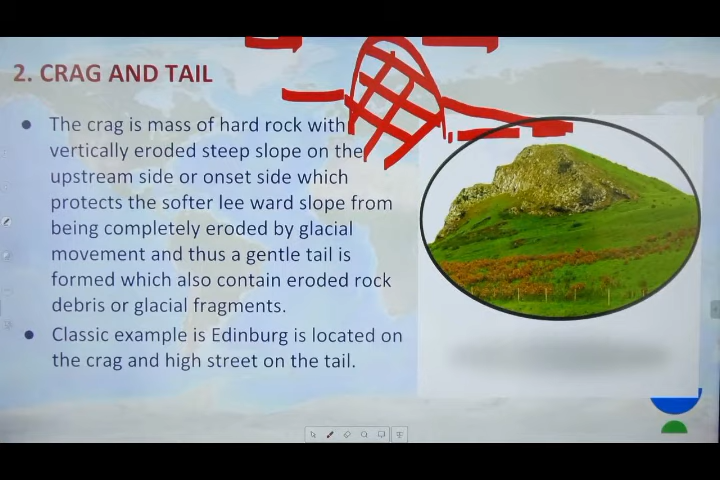 2. CRAG AND TAIL
● The crag is mass of hard rock with
vertically eroded steep slope on the
upstream side or onset side which
protects the softer lee ward slope from
being completely eroded by glacial
movement and thus a gentle tail is
formed which also contain eroded rock
debris or glacial fragments.
● Classic example is Edinburg is located on
the crag and high street on the tail.